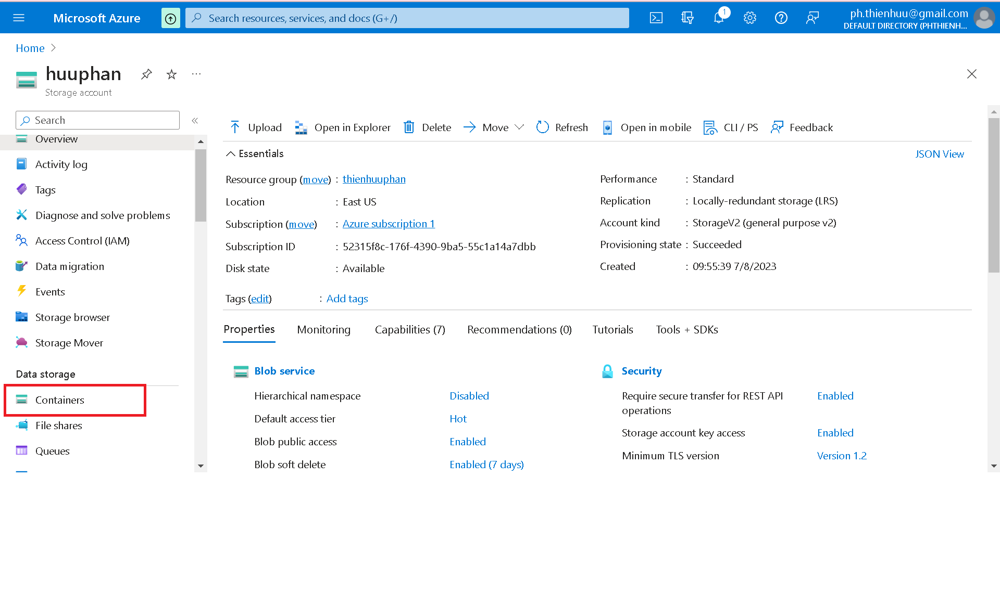 Microsoft Azure
Search resources, services, and docs (G+/)
1
ph.thienhuu@gmail.com
DEFAULT DIRECTORY (PHTHIENH...
Home
huuphan
...
Storage account
Search
«
Overview
Activity log
Tags
Diagnose and solve problems
Access Control (IAM)
Data migration
Events
Storage browser
Storage Mover
Data storage
Containers
File shares
Queues
Upload Open in Explorer Delete Move Refresh Open in mobile CLI / PS Feedback
Essentials
JSON View
Resource group (move) : thienhuuphan
Location : East US
Subscription (move) : Azure subscription 1
Subscription ID : 52315f8c-176f-4390-9ba5-55c1a14a7dbb
Disk state : Available
Performance : Standard
Replication : Locally-redundant storage (LRS)
Account kind : StorageV2 (general purpose v2)
Provisioning state : Succeeded
Created : 09:55:39 7/8/2023
Tags (edit) : Add tags
Properties Monitoring Capabilities (7) Recommendations (0) Tutorials Tools + SDKs
Blob service
Hierarchical namespace Disabled
Default access tier Hot
Blob public access Enabled
Blob soft delete Enabled (7 days)
Security
Require secure transfer for REST API Enabled
operations
Storage account key access Enabled
Minimum TLS version Version 1.2